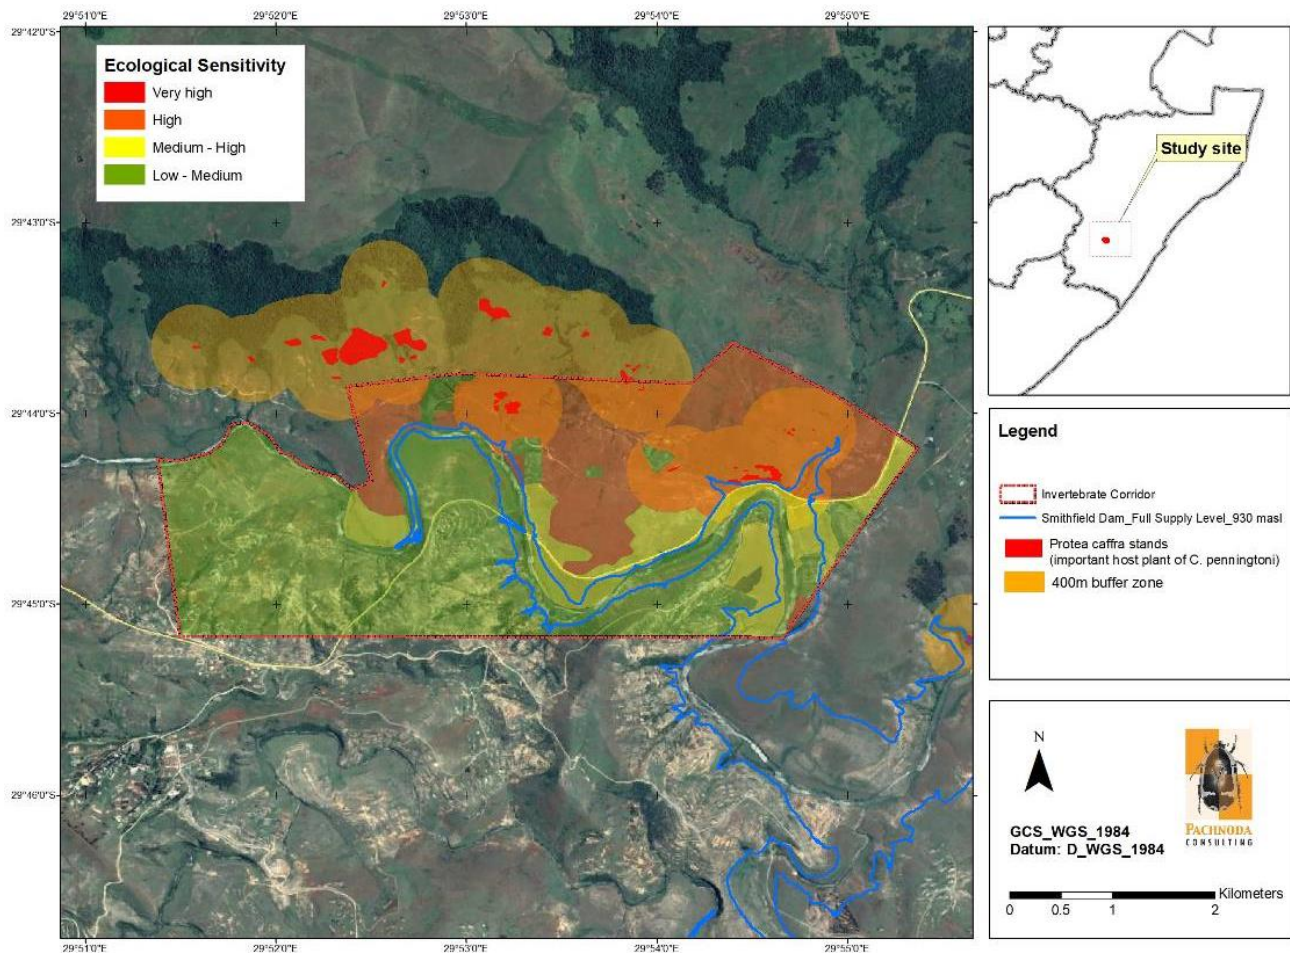 29°51'0"E 29°52'0"E 29°53'0"E 29°54'0"E 29°55'0"E
29°42'0"S
29°43'0"S
29°44'0"S
29°45'0"S
29°46'0"S
Ecological Sensitivity
Very high
High
Medium - High
Low - Medium
29°51'0"E 29°52'0"E 29°53'0"E 29°54'0"E 29°55'0"E
Study site
Legend
Invertebrate Corridor
Smithfield Dam_Full Supply Level_930 masl
Protea caffra stands
(important host plant of C. penningtoni)
400m buffer zone
N
GCS_WGS_1984
Datum: D_WGS_1984
PACHNODA
CONSULTING
Kilometers
0 0.5 1 2